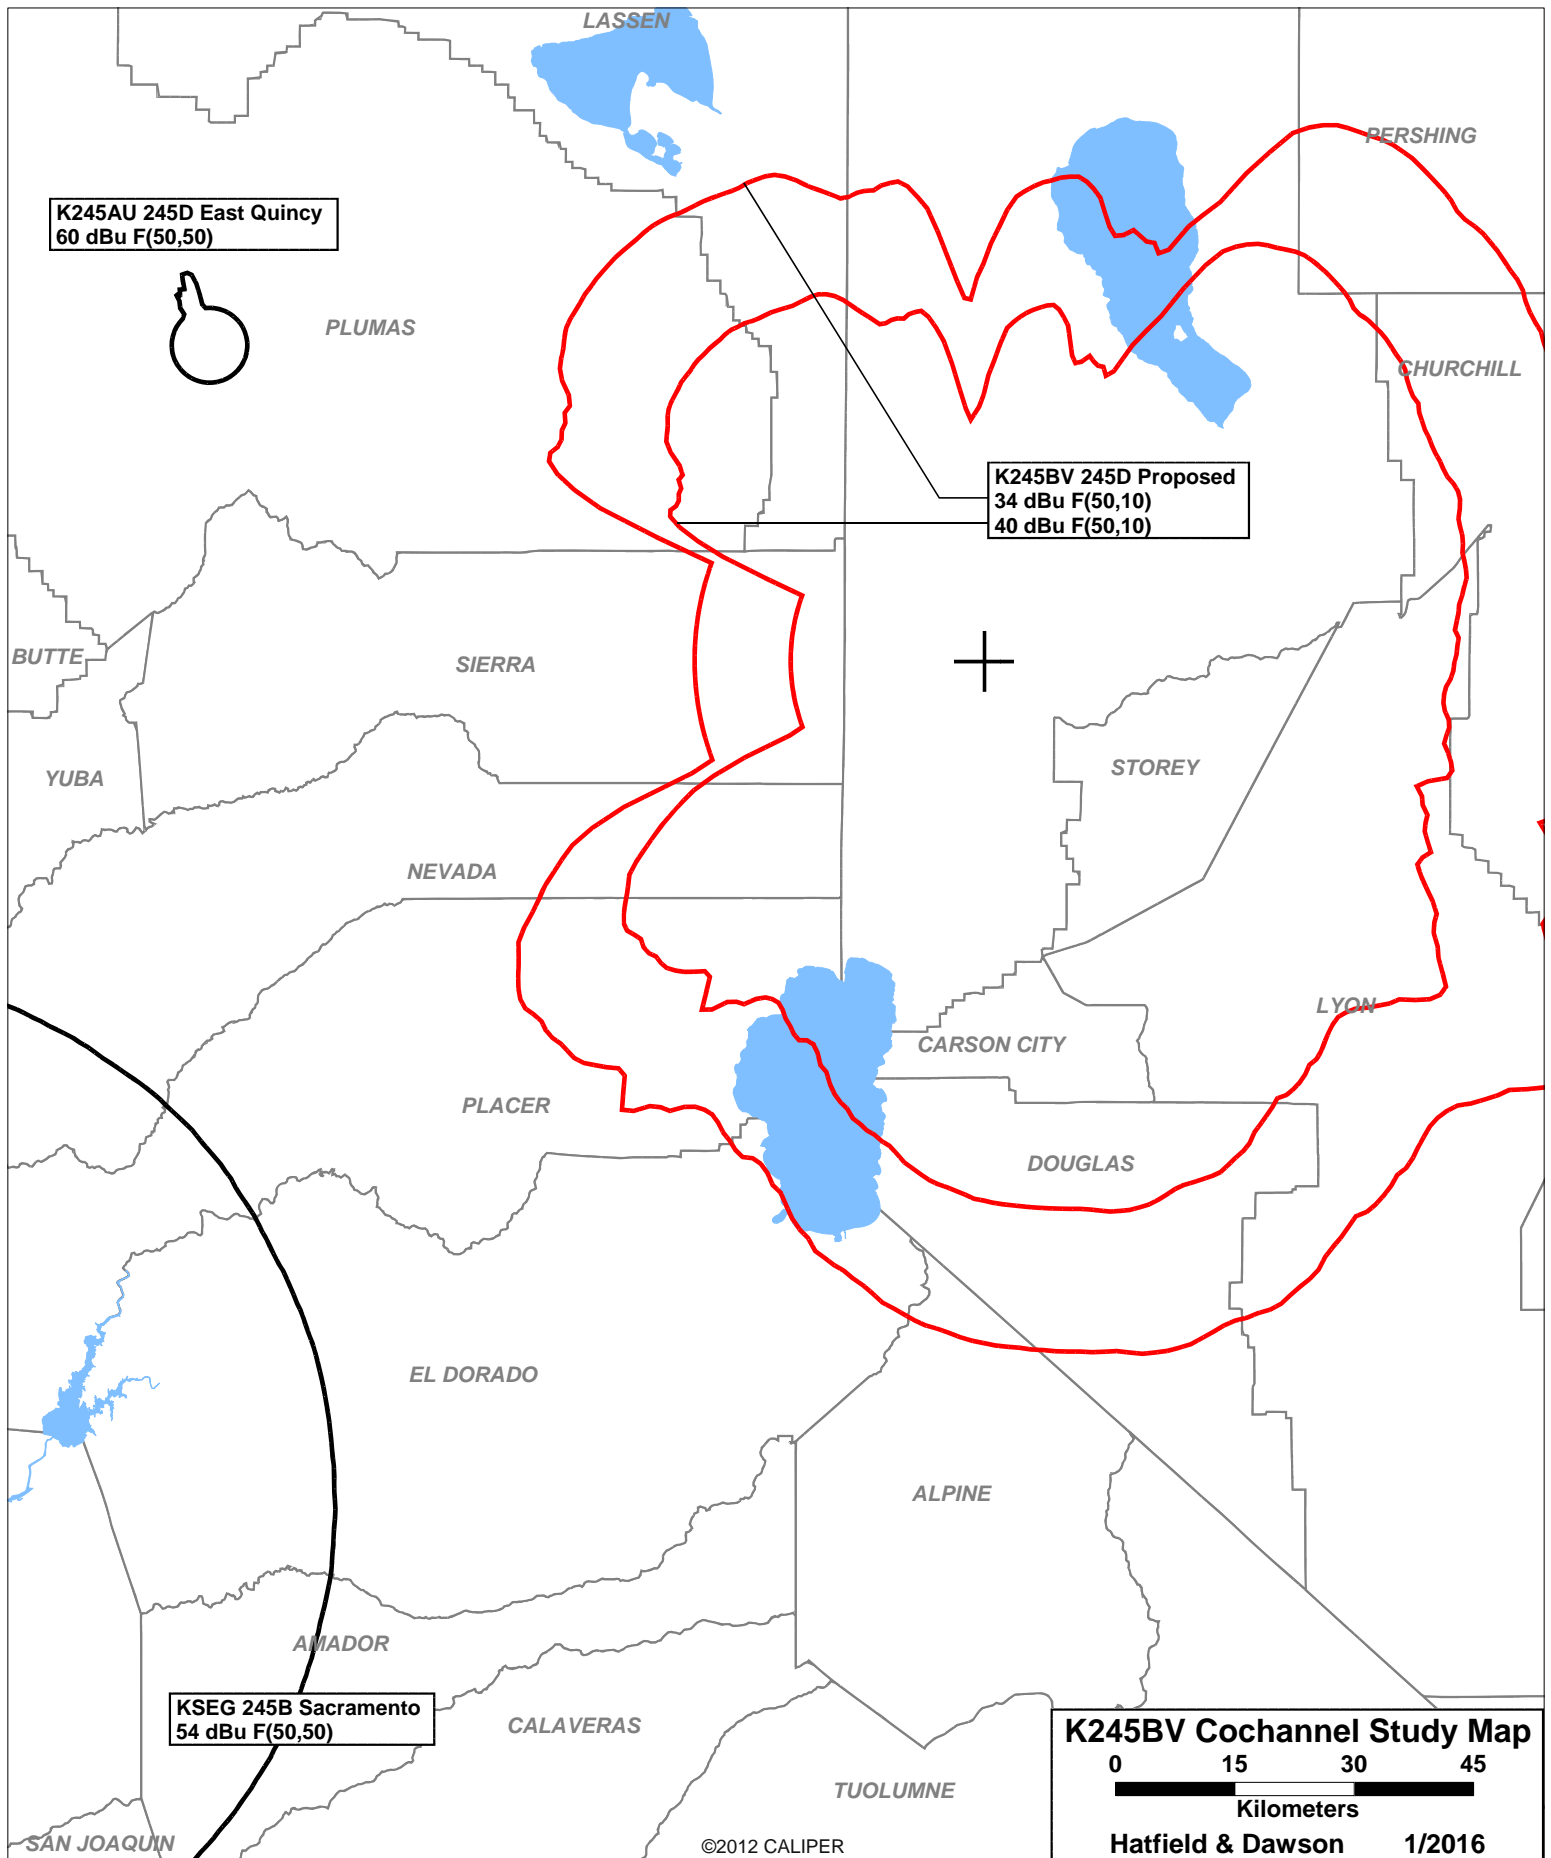 LASSEN
PERSHING
K245AU 245D East Quincy
60 dBu F(50,50)
PLUMAS
CHURCHILL
K245BV 245D Proposed
34 dBu F(50,10)
40 dBu F(50,10)
BUTTE
SIERRA
YUBA
STOREY
NEVADA
LYON
CARSON CITY
PLACER
DOUGLAS
EL DORADO
ALPINE
AMADOR
KSEG 245B Sacramento
54 dBu F(50,50)
CALAVERAS
TUOLUMNE
SAN JOAQUIN
©2012 CALIPER
K245BV Cochannel Study Map
0 15 30 45
Kilometers
Hatfield & Dawson 1/2016